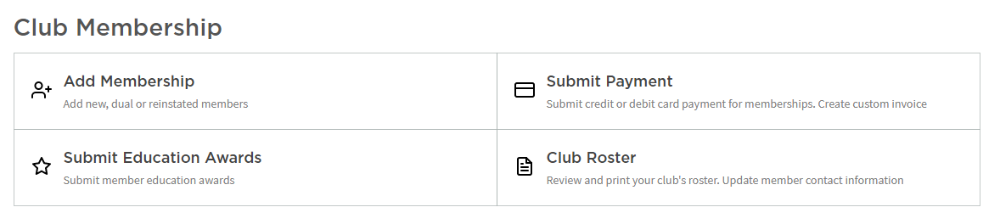 Club Membership
Add Membership
Add new, dual or reinstated members
Submit Payment
Submit credit or debit card payment for memberships. Create custom invoice
Submit Education Awards
Submit member education awards
Club Roster
Review and print your club's roster. Update member contact information